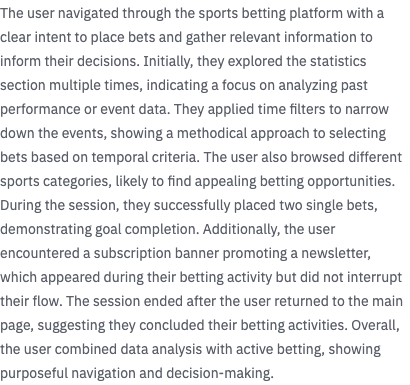 The user navigated through the sports betting platform with a
clear intent to place bets and gather relevant information to
inform their decisions. Initially, they explored the statistics
section multiple times, indicating a focus on analyzing past
performance or event data. They applied time filters to narrow
down the events, showing a methodical approach to selecting
bets based on temporal criteria. The user also browsed different
sports categories, likely to find appealing betting opportunities.
During the session, they successfully placed two single bets,
demonstrating goal completion. Additionally, the user
encountered a subscription banner promoting a newsletter,
which appeared during their betting activity but did not interrupt
their flow. The session ended after the user returned to the main
page, suggesting they concluded their betting activities. Overall,
the user combined data analysis with active betting, showing
purposeful navigation and decision-making.